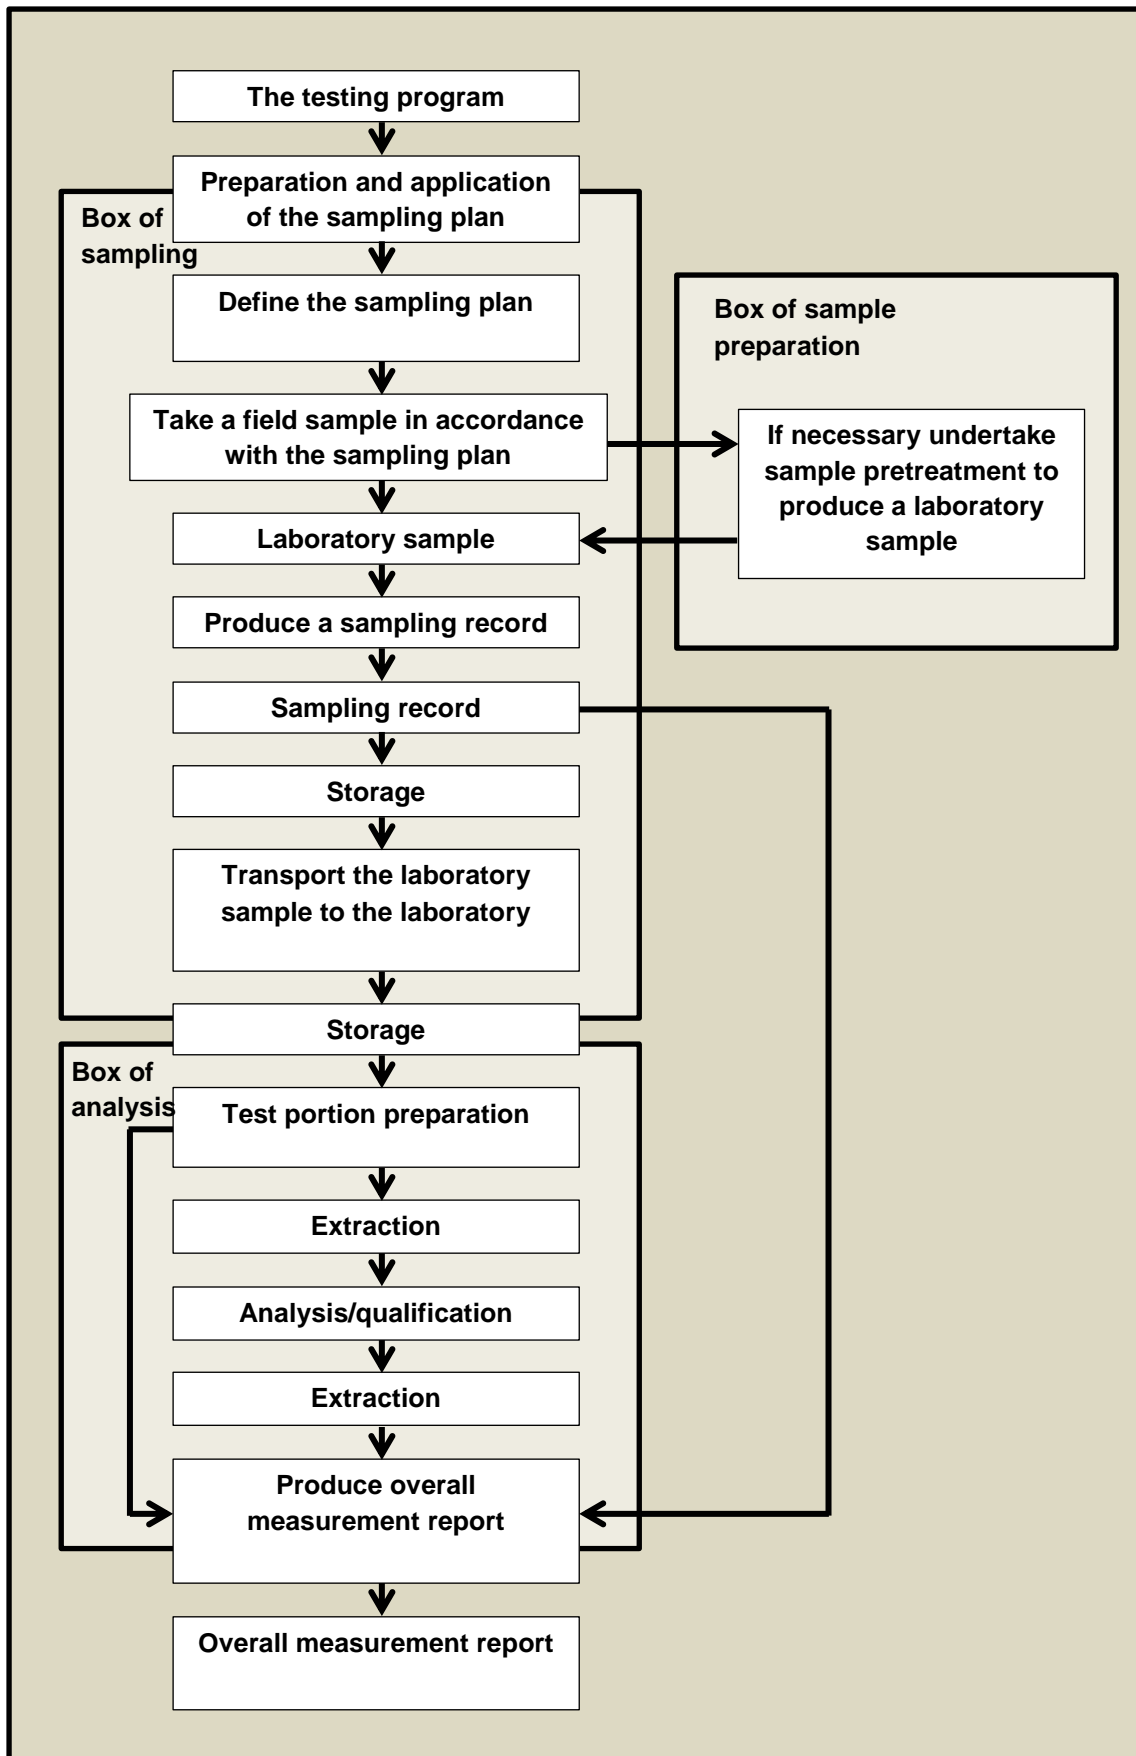 The testing program
Preparation and application
of the sampling plan
Box of
sampling
Define the sampling plan
Box of sample
preparation
Take a field sample in accordance
with the sampling plan
If necessary undertake
sample pretreatment to
produce a laboratory
sample
Laboratory sample
Produce a sampling record
Sampling record
Storage
Transport the laboratory
sample to the laboratory
Storage
Box of
analysis
Test portion preparation
Extraction
Analysis/qualification
Extraction
Produce overall
measurement report
Overall measurement report